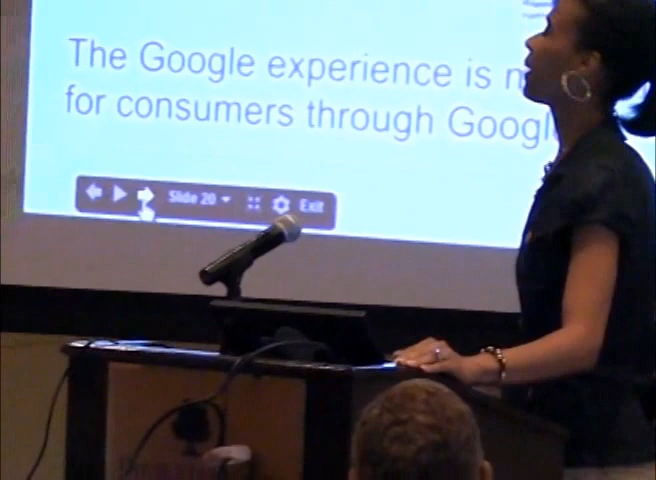 The Google experience is
for consumers through Googl
Slide 20
Exit